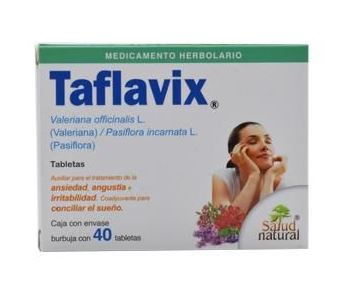 MEDICAMENTO HERBOLARIO
Taflavix®
Valeriana officinalis L.
(Valeriana) / Pasiflora incarnata L.
(Pasiflora)
Tabletas
Auxiliar para el tratamiento de la
ansiedad, angustia e
irritabilidad. Coadyuvante para
conciliar el sueño.
Caja con envase
burbuja con 40 tabletas
Salud
natural